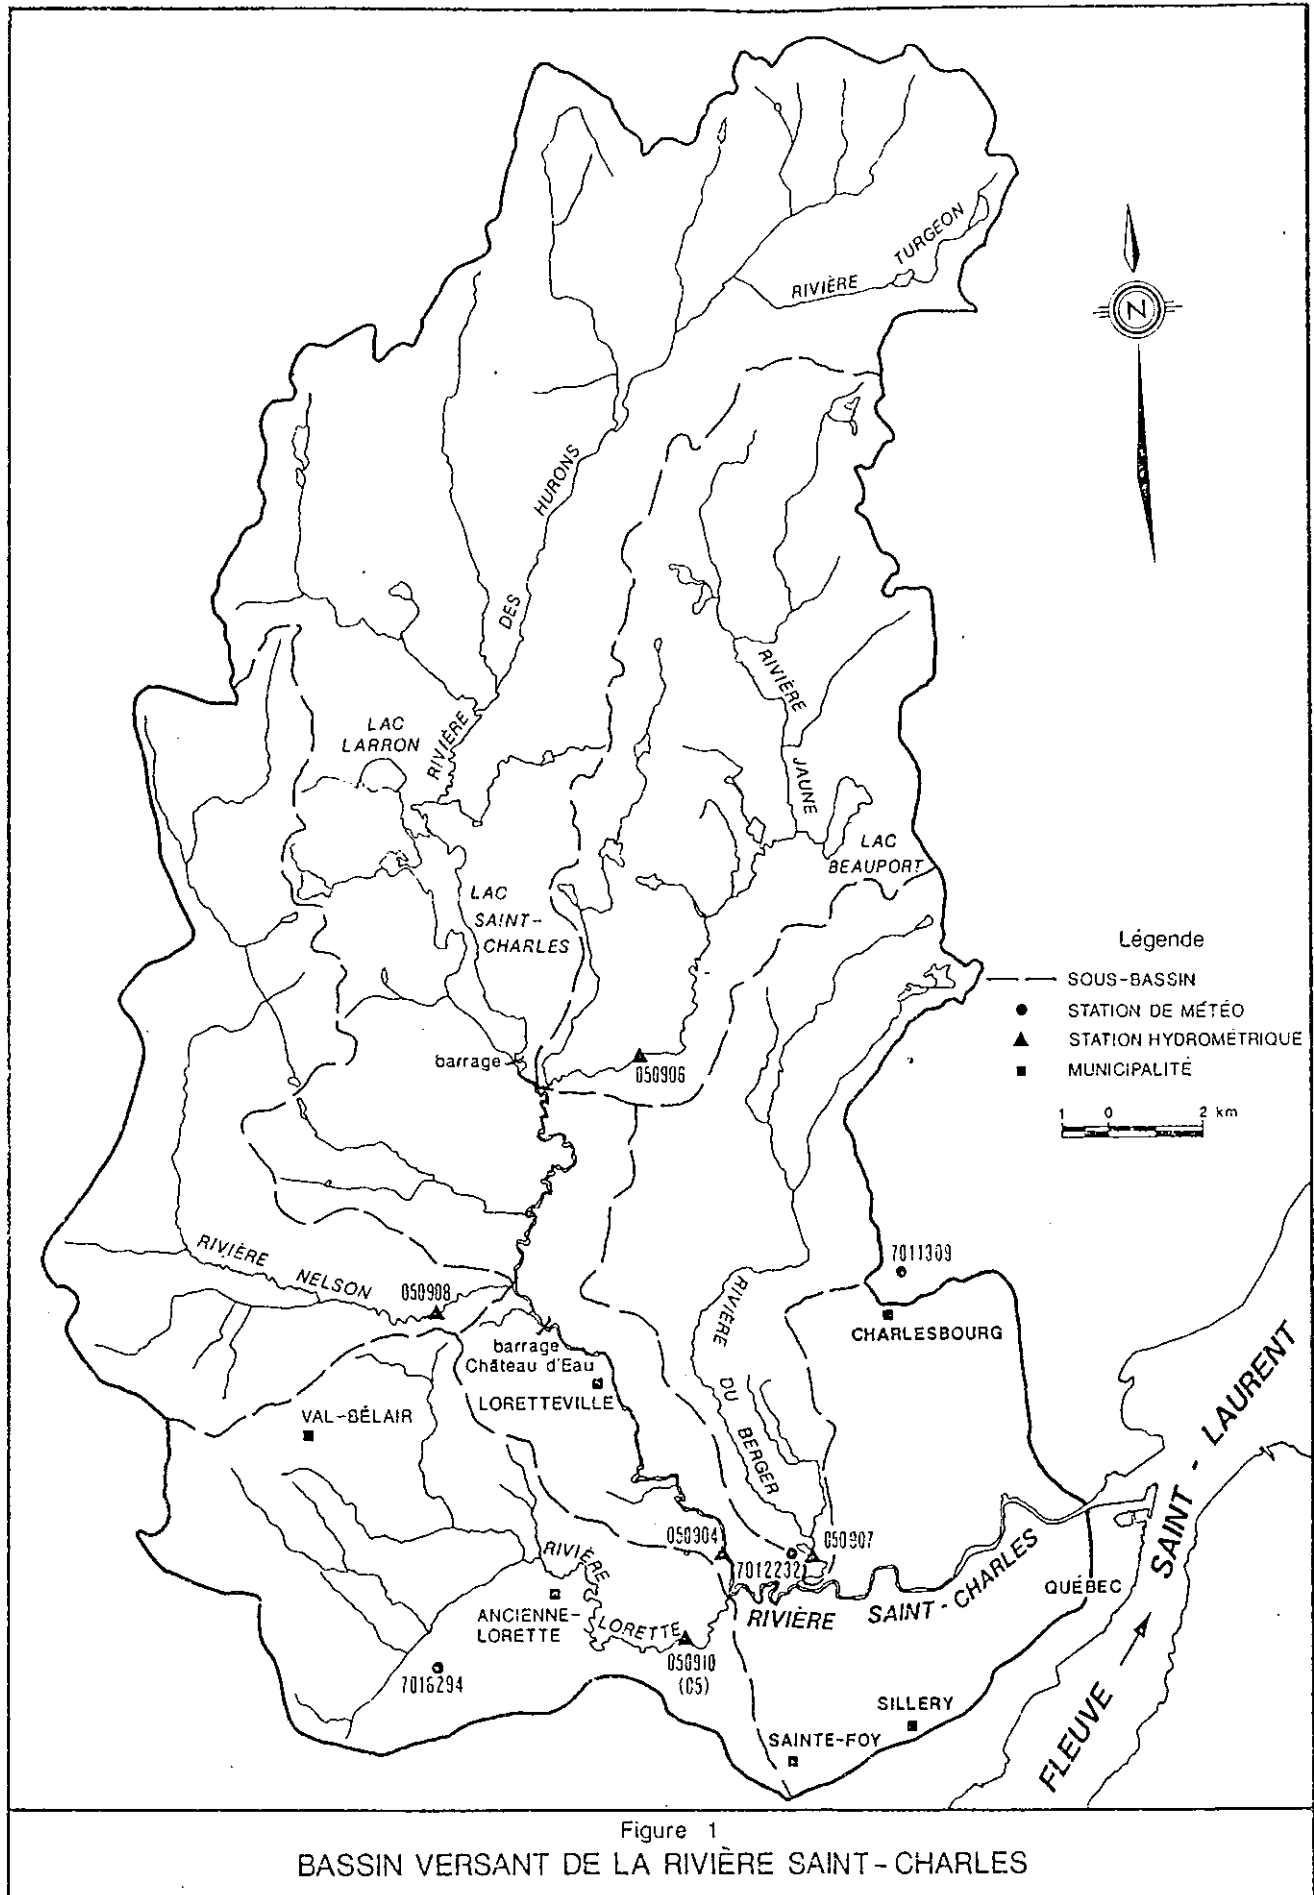 TURGEON
RIVIÈRE
N
HURONS
DES
RIVIÈRE
RIVIÈRE
JAUNE
LAC
LARRON
LAC
BEAUPORT
LAC
SAINT-
CHARLES
Légende
SOUS-BASSIN
STATION DE MÉTÉO
STATION HYDROMÉTRIQUE
MUNICIPALITÉ
1 0 2 km
barrage
050906
RIVIÈRE
NELSON
050908
7011309
CHARLESBOURG
barrage
Château d'Eau
LORETTEVILLE
RIVIÈRE
DU BERGER
VAL-BÉLAIR
050904
7012232
050907
RIVIÈRE
LORETTE
ANCIENNE-
LORETTE
050910
(C5)
7016294
RIVIÈRE SAINT-CHARLES
QUÉBEC
SILLERY
SAINTE-FOY
FLEUVE SAINT-LAURENT
Figure 1
BASSIN VERSANT DE LA RIVIÈRE SAINT-CHARLES